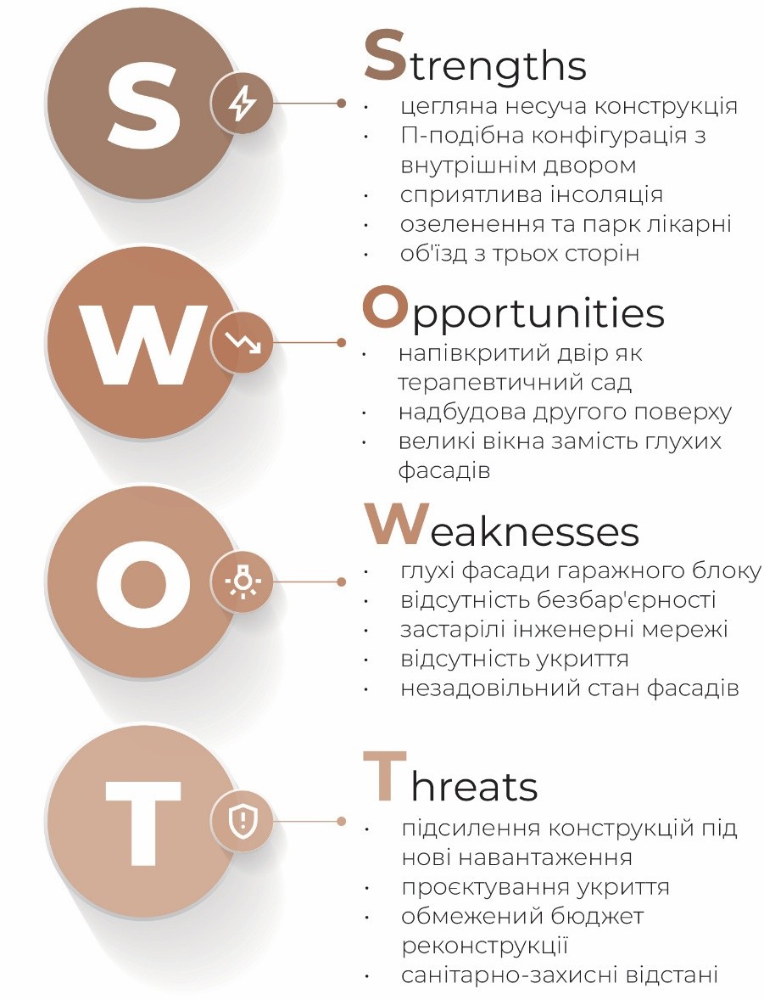 S
Strengths
· цегляна несуча конструкція
· П-подібна конфігурація з
внутрішнім двором
· сприятлива інсоляція
· озеленення та парк лікарні
· об'їзд з трьох сторін
W
Opportunities
· напівкритий двір як
терапевтичний сад
· надбудова другого поверху
· великі вікна замість глухих
фасадів
O
Weaknesses
· глухі фасади гаражного блоку
· відсутність безбар'єрності
· застарілі інженерні мережі
· відсутність укриття
· незадовільний стан фасадів
T
Threats
· підсилення конструкцій під
нові навантаження
· проєктування укриття
· обмежений бюджет
реконструкції
· санітарно-захисні відстані